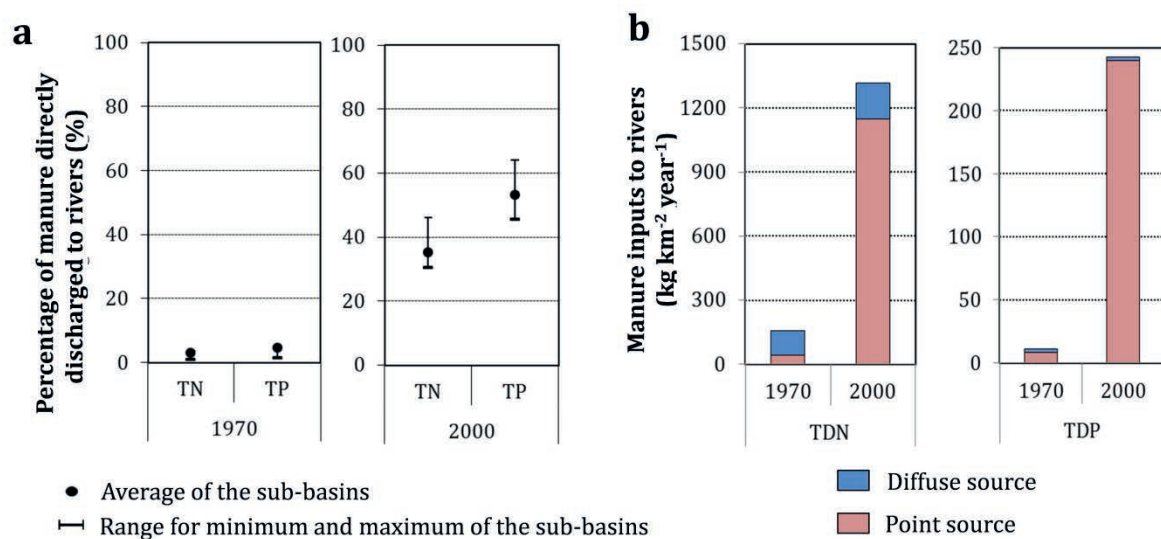 a
Percentage of manure directly
discharged to rivers (%)
100
80
60
40
20
0
TN TP
1970
100
80
60
40
20
0
TN TP
2000
b
Manure inputs to rivers
(kg km-2 year-1)
1500
1200
900
600
300
0
1970 2000
TDN
250
200
150
100
50
0
1970 2000
TDP
Average of the sub-basins
Range for minimum and maximum of the sub-basins
Diffuse source
Point source